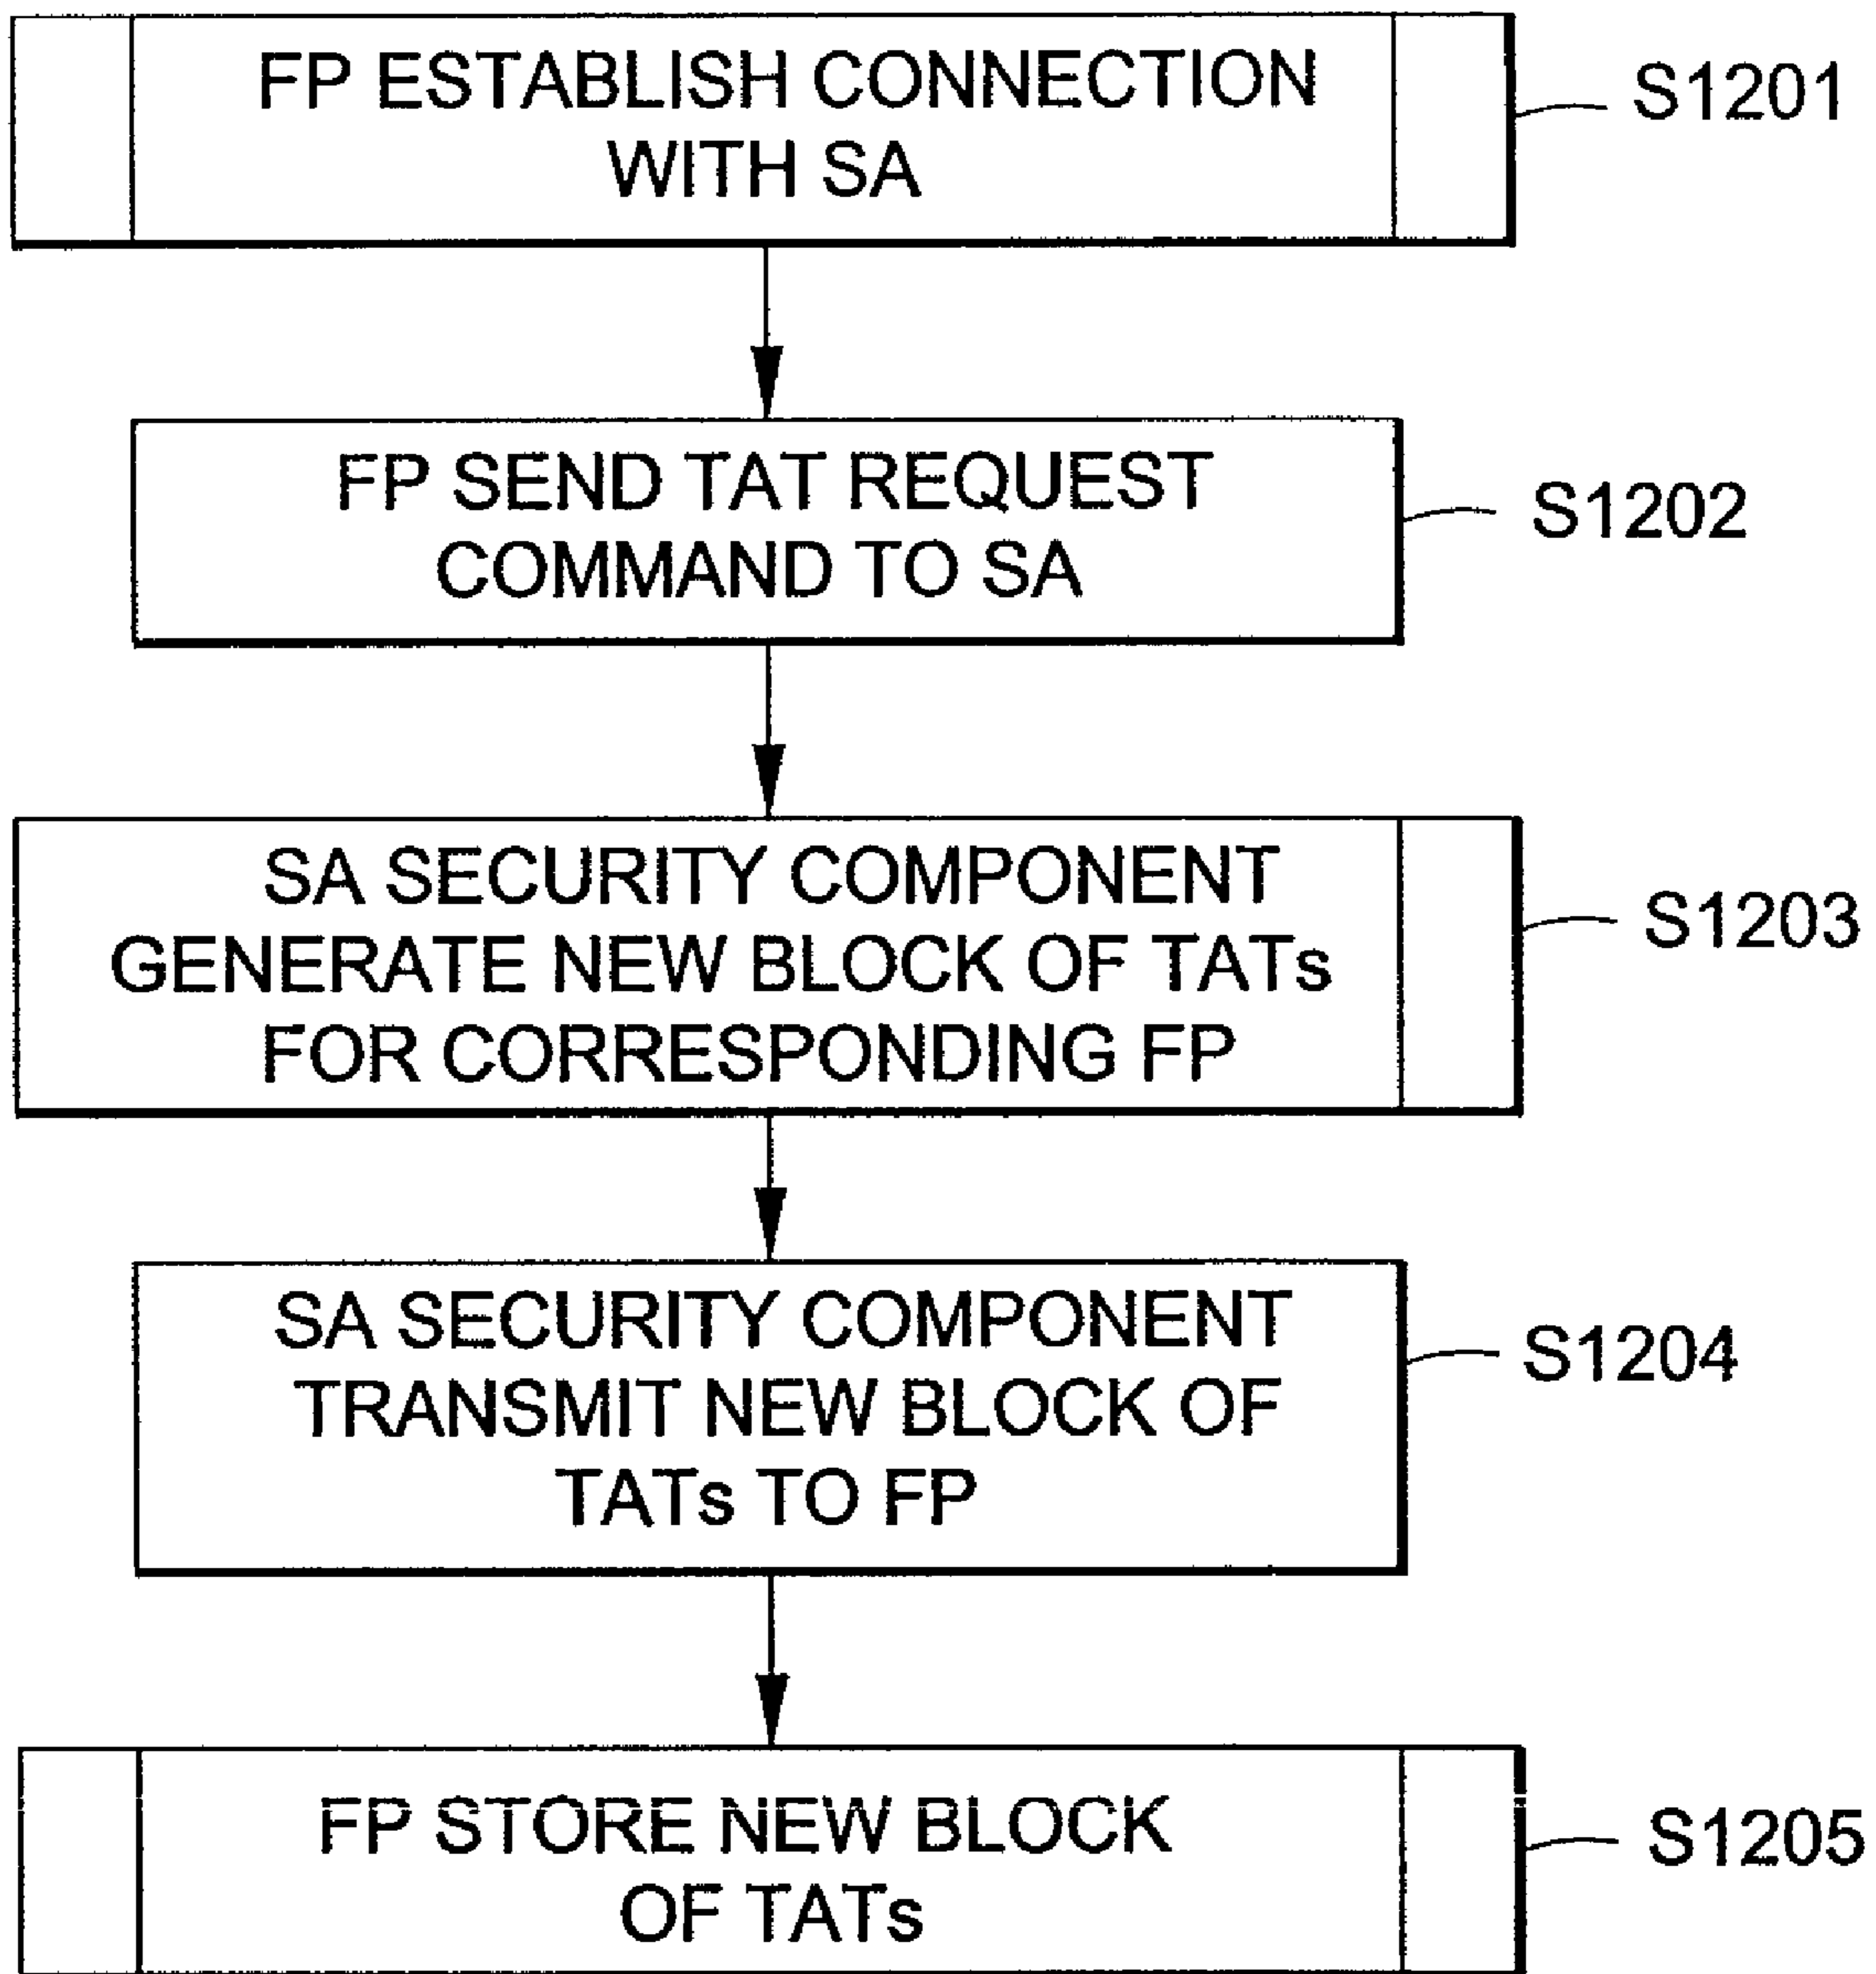 FP ESTABLISH CONNECTION
WITH SA
S1201
FP SEND TAT REQUEST
COMMAND TO SA
S1202
SA SECURITY COMPONENT
GENERATE NEW BLOCK OF TATs
FOR CORRESPONDING FP
S1203
SA SECURITY COMPONENT
TRANSMIT NEW BLOCK OF
TATs TO FP
S1204
FP STORE NEW BLOCK
OF TATs
S1205